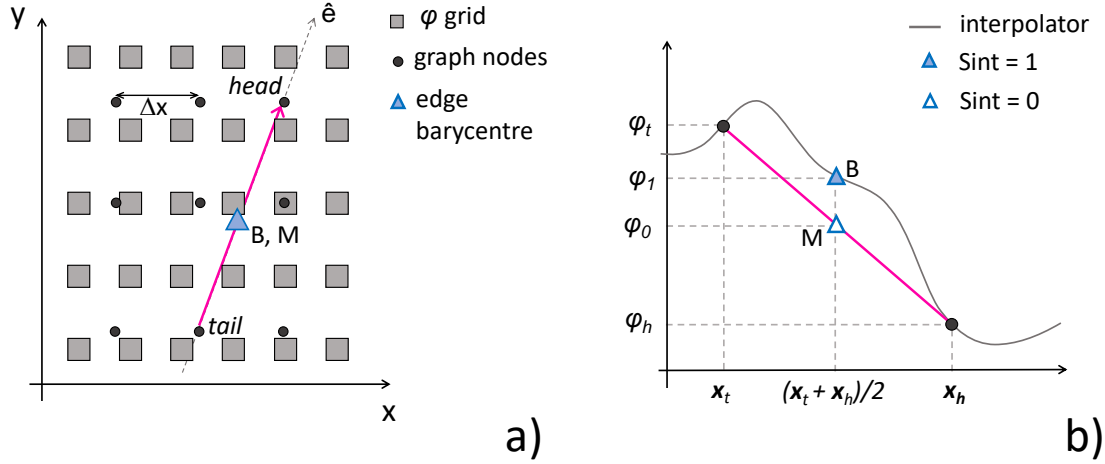 y
ê
φ grid
graph nodes
edge
barycentre
head
Δx
B, M
tail
x
a)
interpolator
Sint = 1
Sint = 0
φt
φ1
φ0
φh
B
M
xt
(xt + xh)/2
xh
b)